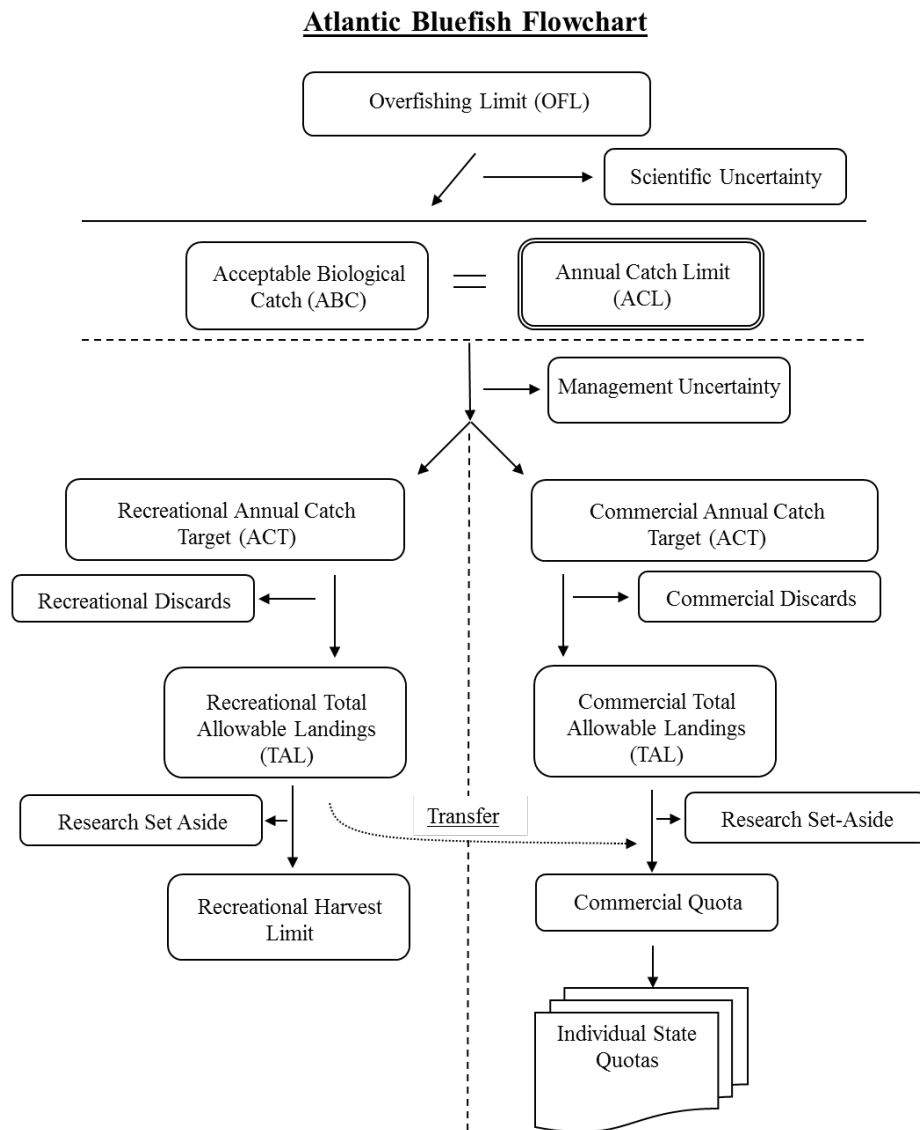 Atlantic Bluefish Flowchart
Overfishing Limit (OFL)
Scientific Uncertainty
Acceptable Biological
Catch (ABC)
Annual Catch Limit
(ACL)
Management Uncertainty
Recreational Annual Catch
Target (ACT)
Commercial Annual Catch
Target (ACT)
Recreational Discards
Commercial Discards
Recreational Total
Allowable Landings
(TAL)
Commercial Total
Allowable Landings
(TAL)
Research Set Aside
Transfer
Research Set-Aside
Recreational Harvest
Limit
Commercial Quota
Individual State
Quotas